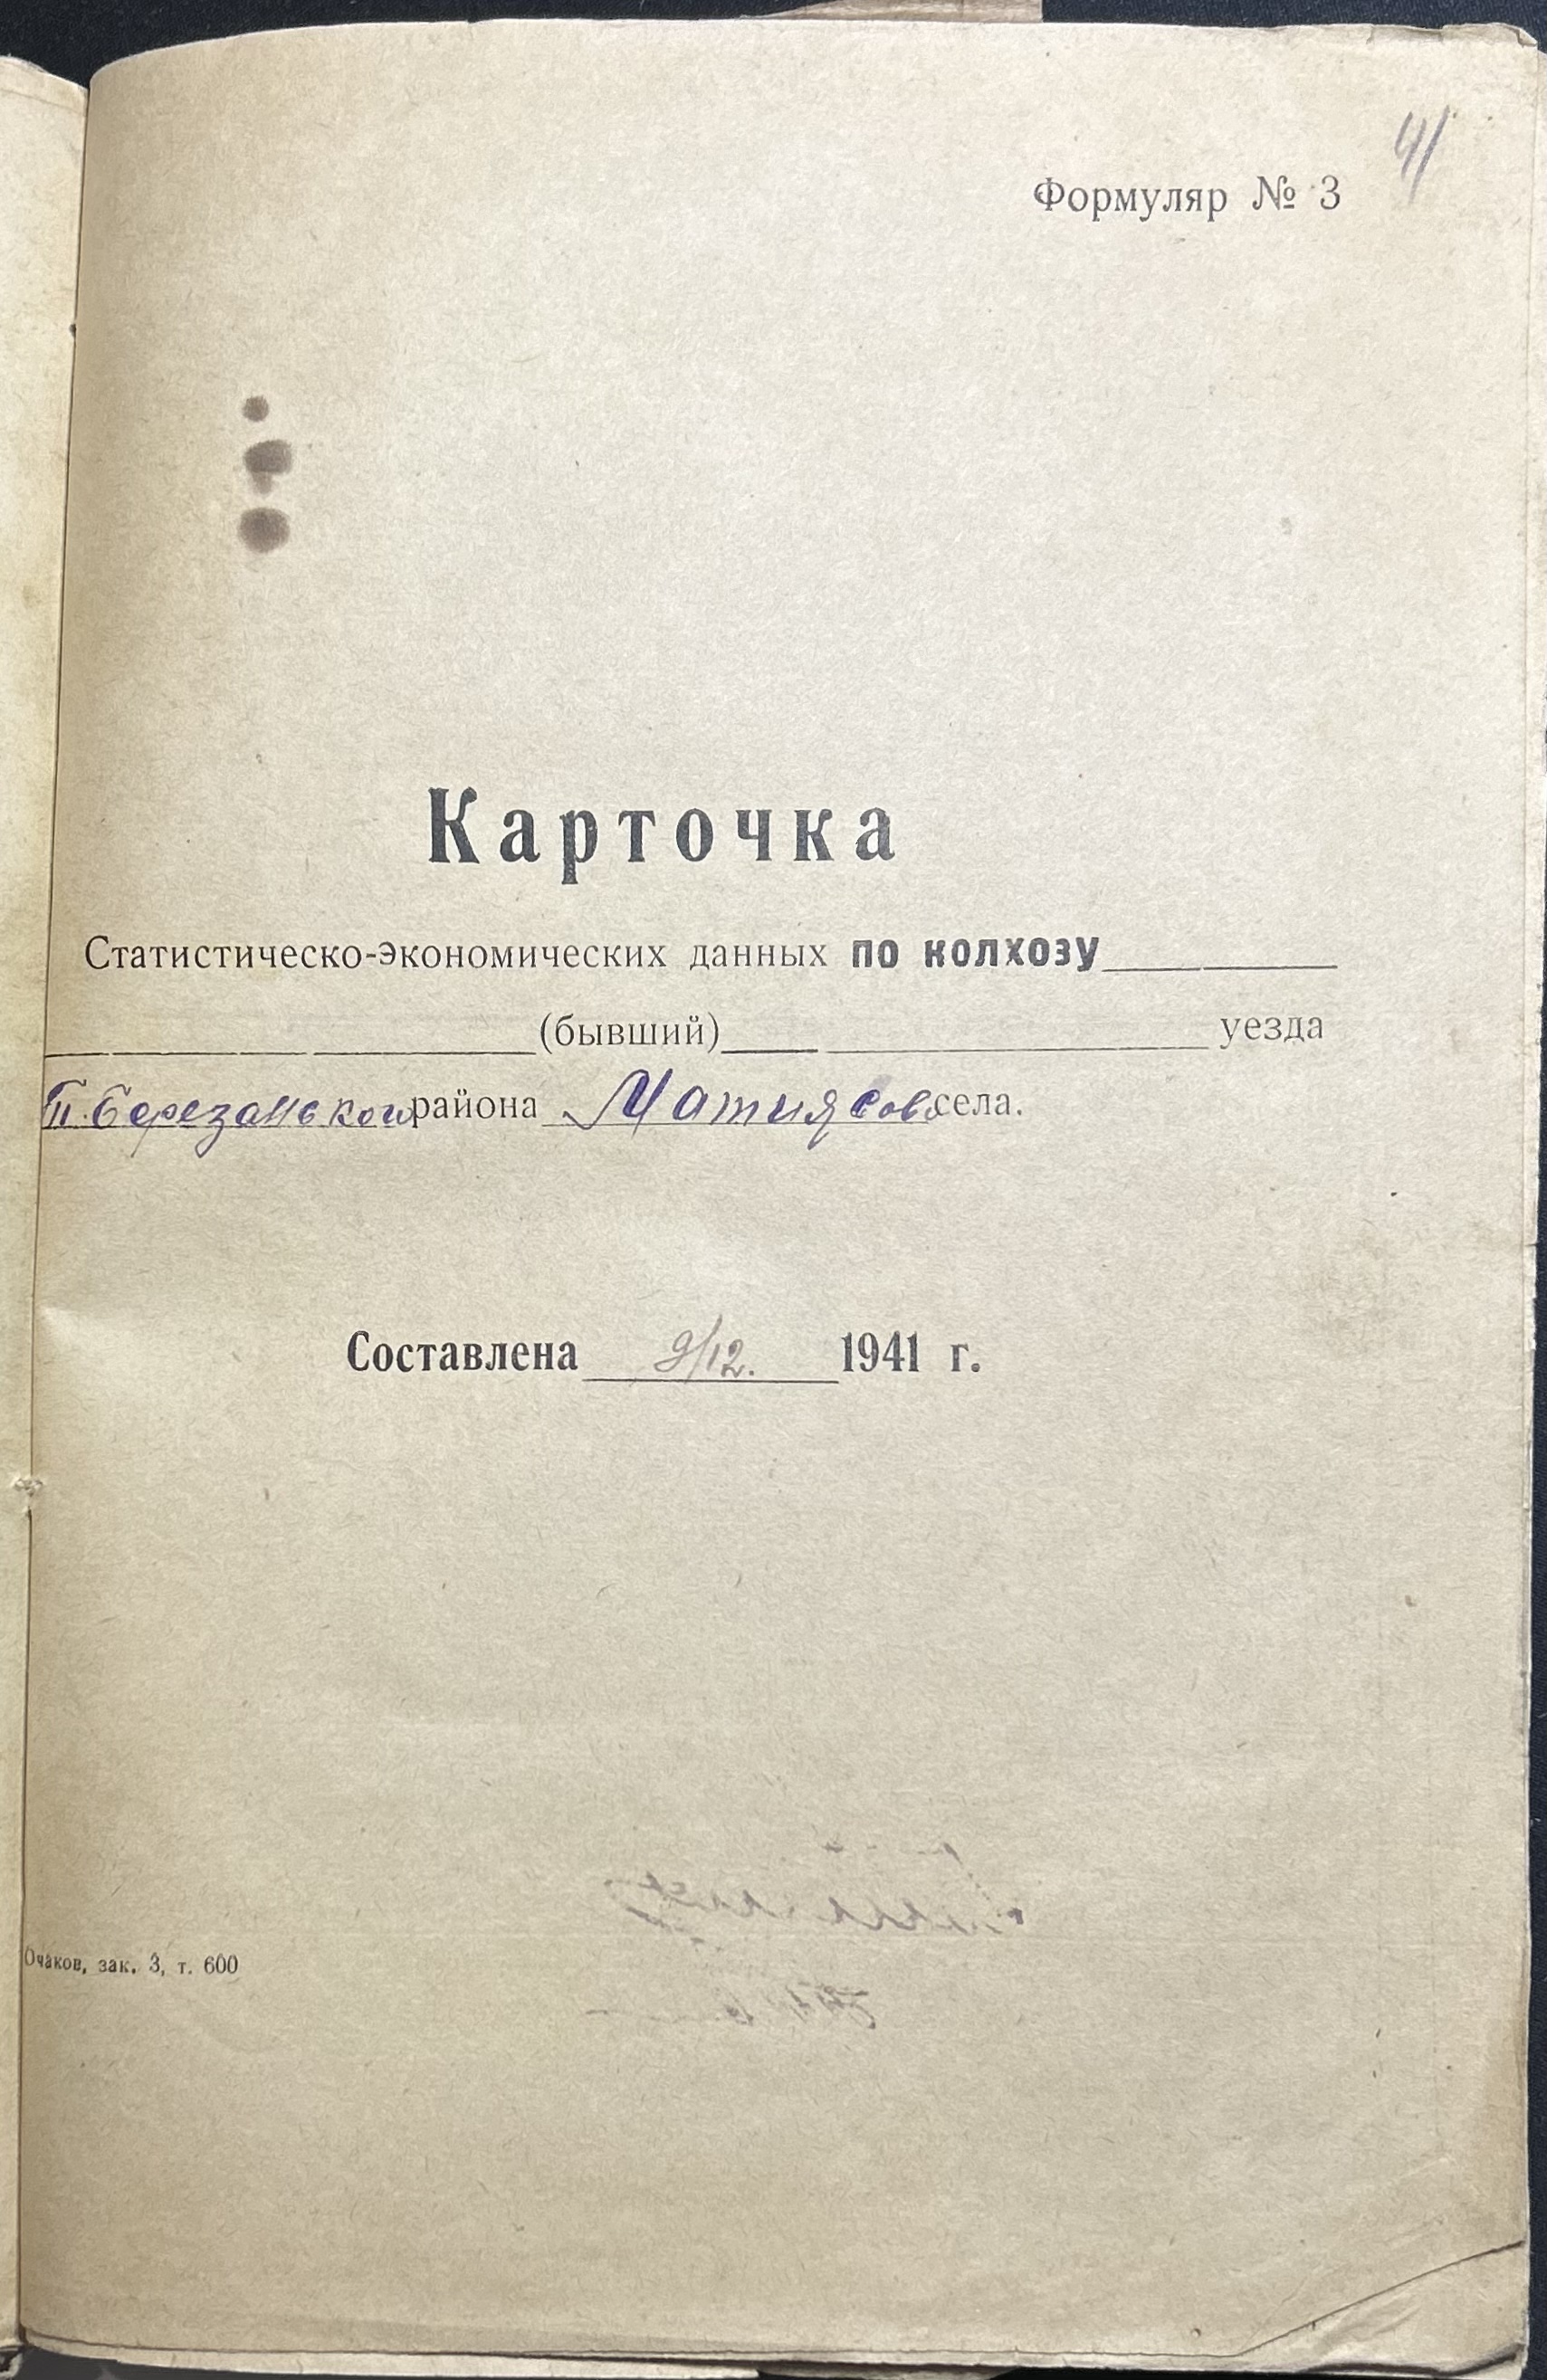 41
Формуляр № 3
Карточка
Статистическо-экономических данных по колхозу
(бывший) уезда
Т. Березанского района Матиясово села.
Составлена 9/12. 1941 г.
Очаков, зак. 3, т. 600